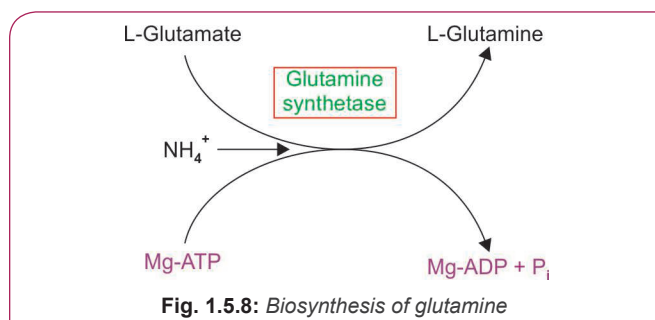 L-Glutamate
L-Glutamine
Glutamine
synthetase
NH₄⁺
Mg-ATP
Mg-ADP + Pᵢ
Fig. 1.5.8: Biosynthesis of glutamine